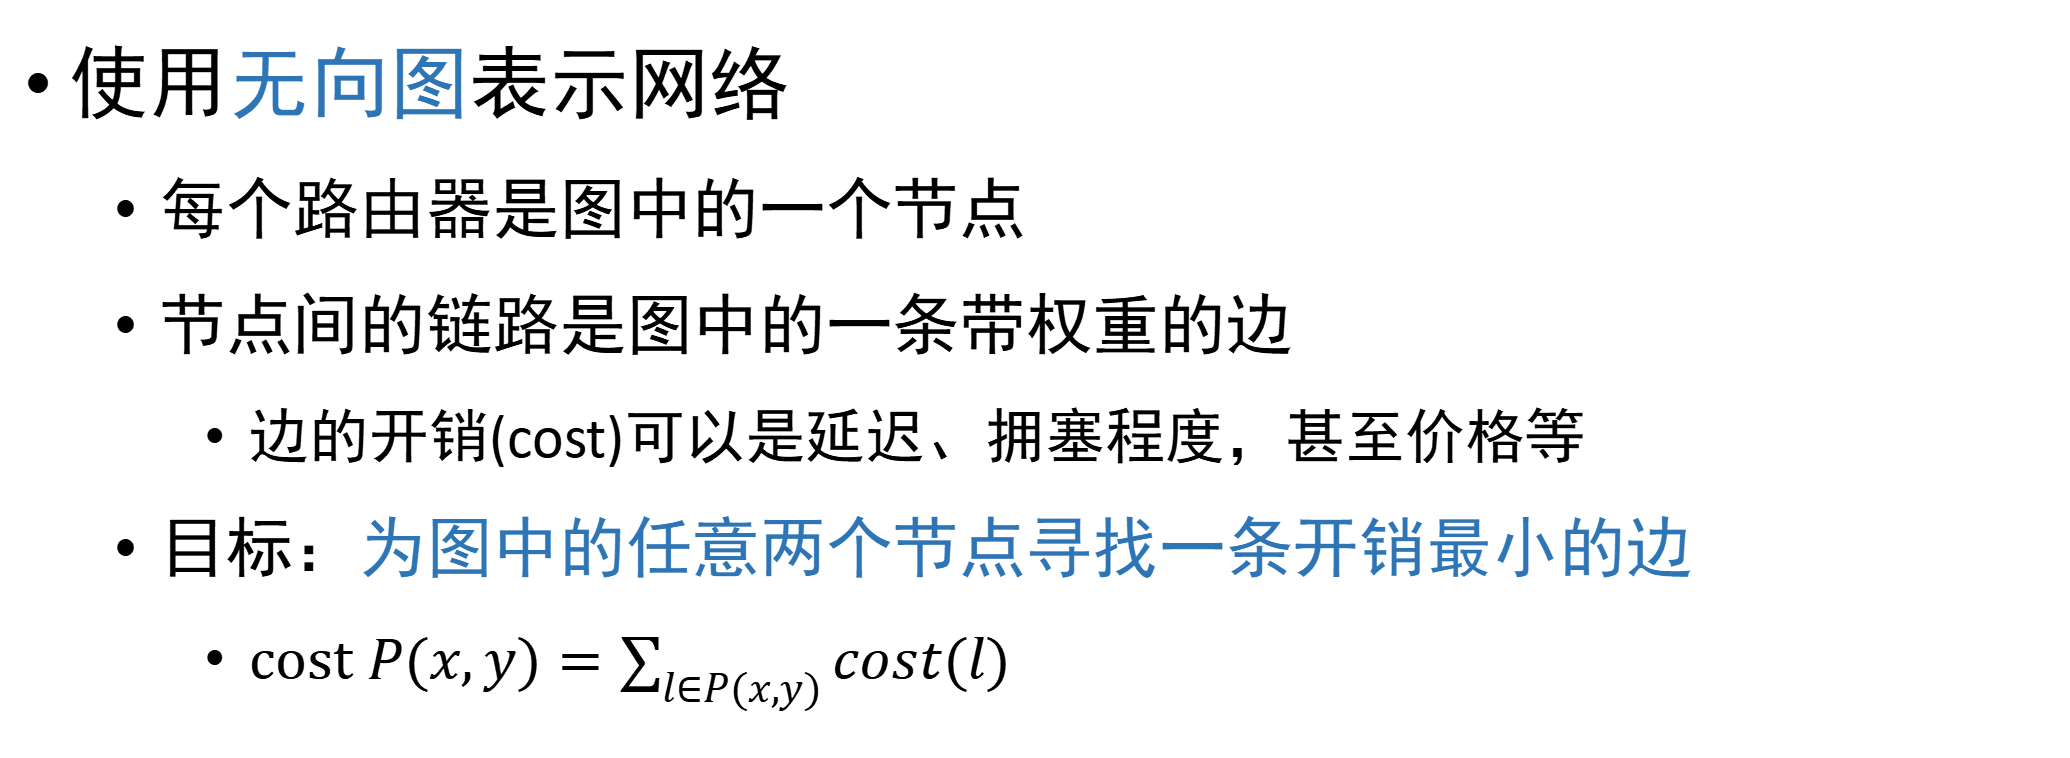 • 使用无向图表示网络
• 每个路由器是图中的一个节点
• 节点间的链路是图中的一条带权重的边
• 边的开销(cost)可以是延迟、拥塞程度，甚至价格等
• 目标：为图中的任意两个节点寻找一条开销最小的边
• cost P(x, y) = ∑_{l∈P(x,y)} cost(l)